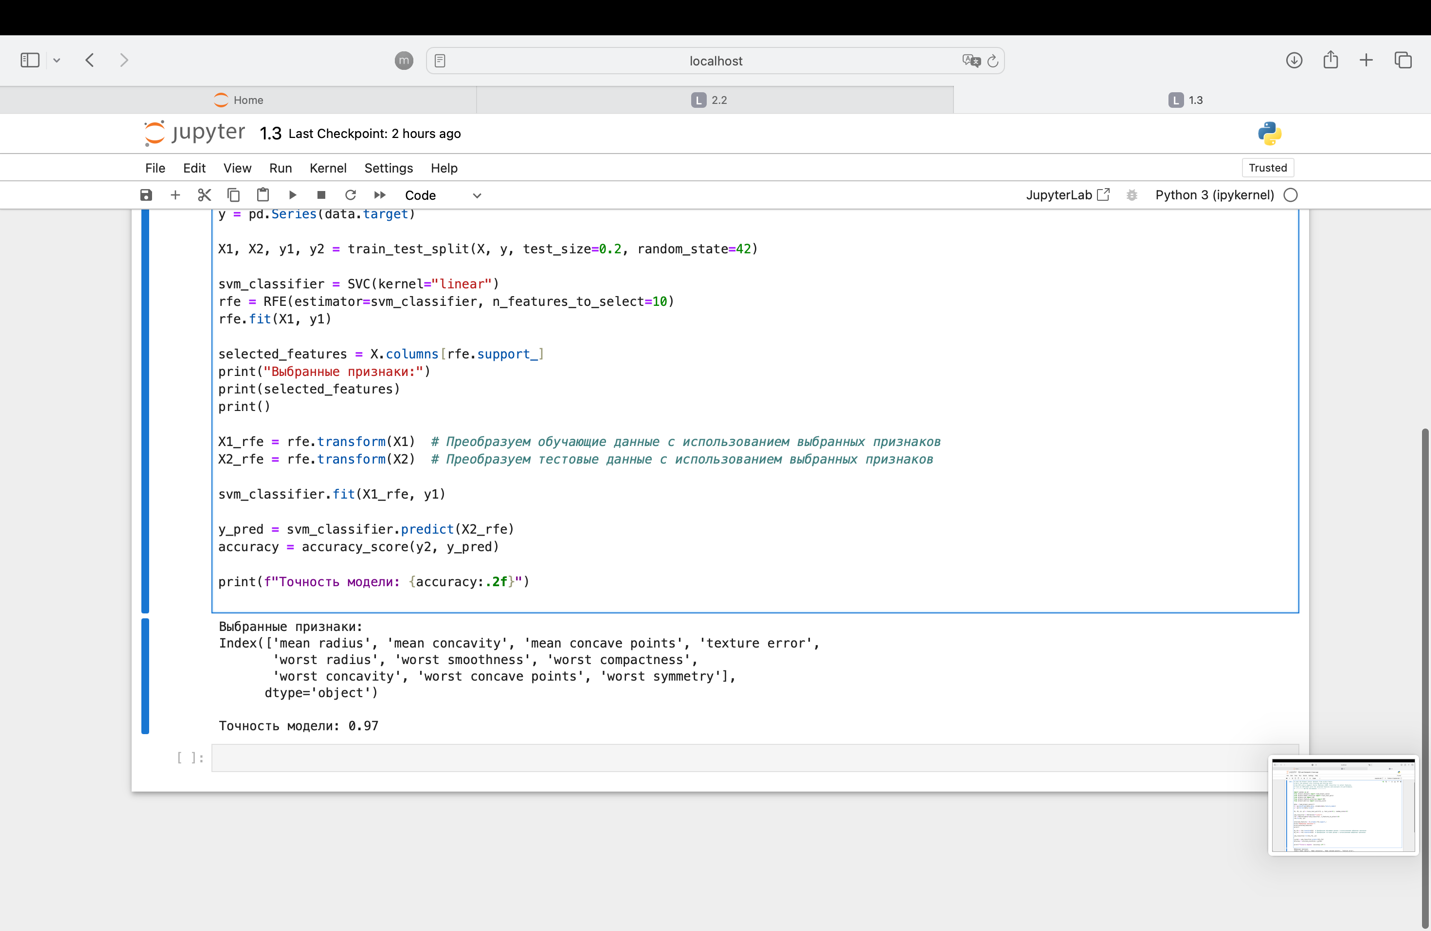 m
localhost
Home
L 2.2
L 1.3
jupyter 1.3 Last Checkpoint: 2 hours ago
File Edit View Run Kernel Settings Help
Trusted
Code
JupyterLab
Python 3 (ipykernel)
y = pd.Series(data.target)
X1, X2, y1, y2 = train_test_split(X, y, test_size=0.2, random_state=42)
svm_classifier = SVC(kernel="linear")
rfe = RFE(estimator=svm_classifier, n_features_to_select=10)
rfe.fit(X1, y1)
selected_features = X.columns[rfe.support_]
print("Выбранные признаки:")
print(selected_features)
print()
X1_rfe = rfe.transform(X1)  # Преобразуем обучающие данные с использованием выбранных признаков
X2_rfe = rfe.transform(X2)  # Преобразуем тестовые данные с использованием выбранных признаков
svm_classifier.fit(X1_rfe, y1)
y_pred = svm_classifier.predict(X2_rfe)
accuracy = accuracy_score(y2, y_pred)
print(f"Точность модели: {accuracy:.2f}")
Выбранные признаки:
Index(['mean radius', 'mean concavity', 'mean concave points', 'texture error',
'worst radius', 'worst smoothness', 'worst compactness',
'worst concavity', 'worst concave points', 'worst symmetry'],
dtype='object')
Точность модели: 0.97
[ ]: